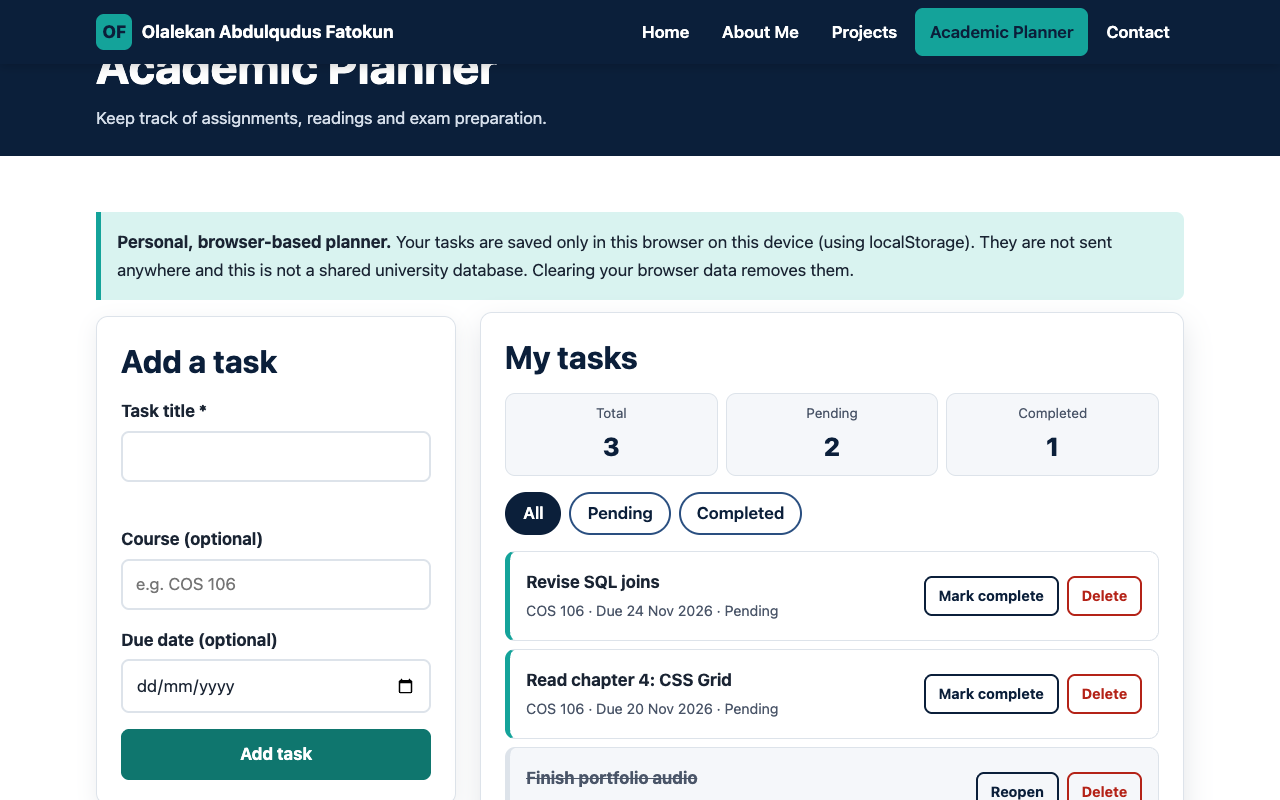 OF Olalekan Abdulqudus Fatokun Home About Me Projects Academic Planner Contact
Academic Planner
Keep track of assignments, readings and exam preparation.
Personal, browser-based planner. Your tasks are saved only in this browser on this device (using localStorage). They are not sent
anywhere and this is not a shared university database. Clearing your browser data removes them.
Add a task
Task title *
Course (optional)
e.g. COS 106
Due date (optional)
dd/mm/yyyy
Add task
My tasks
Total Pending Completed
3 2 1
All Pending Completed
Revise SQL joins
COS 106 · Due 24 Nov 2026 · Pending
Mark complete Delete
Read chapter 4: CSS Grid
COS 106 · Due 20 Nov 2026 · Pending
Mark complete Delete
Finish portfolio audio
Reopen Delete